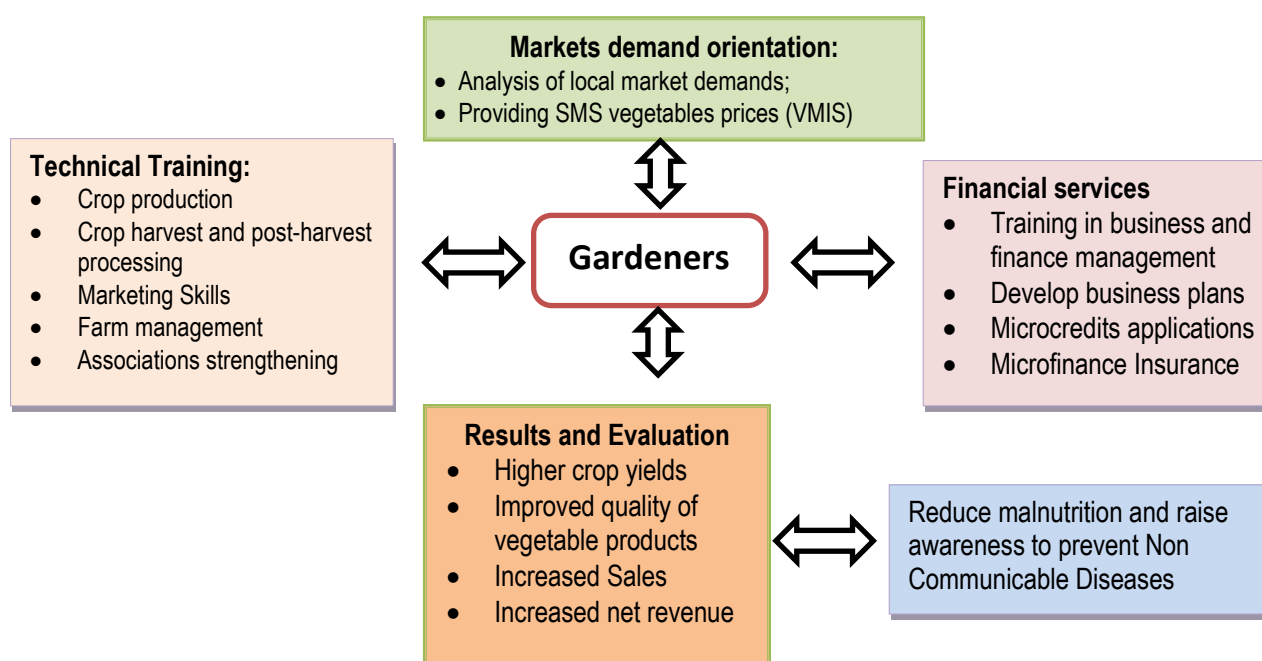 Markets demand orientation:
• Analysis of local market demands;
• Providing SMS vegetables prices (VMIS)
Technical Training:
• Crop production
• Crop harvest and post-harvest
processing
• Marketing Skills
• Farm management
• Associations strengthening
Gardeners
Financial services
• Training in business and
finance management
• Develop business plans
• Microcredits applications
• Microfinance Insurance
Results and Evaluation
• Higher crop yields
• Improved quality of
vegetable products
• Increased Sales
• Increased net revenue
Reduce malnutrition and raise
awareness to prevent Non
Communicable Diseases